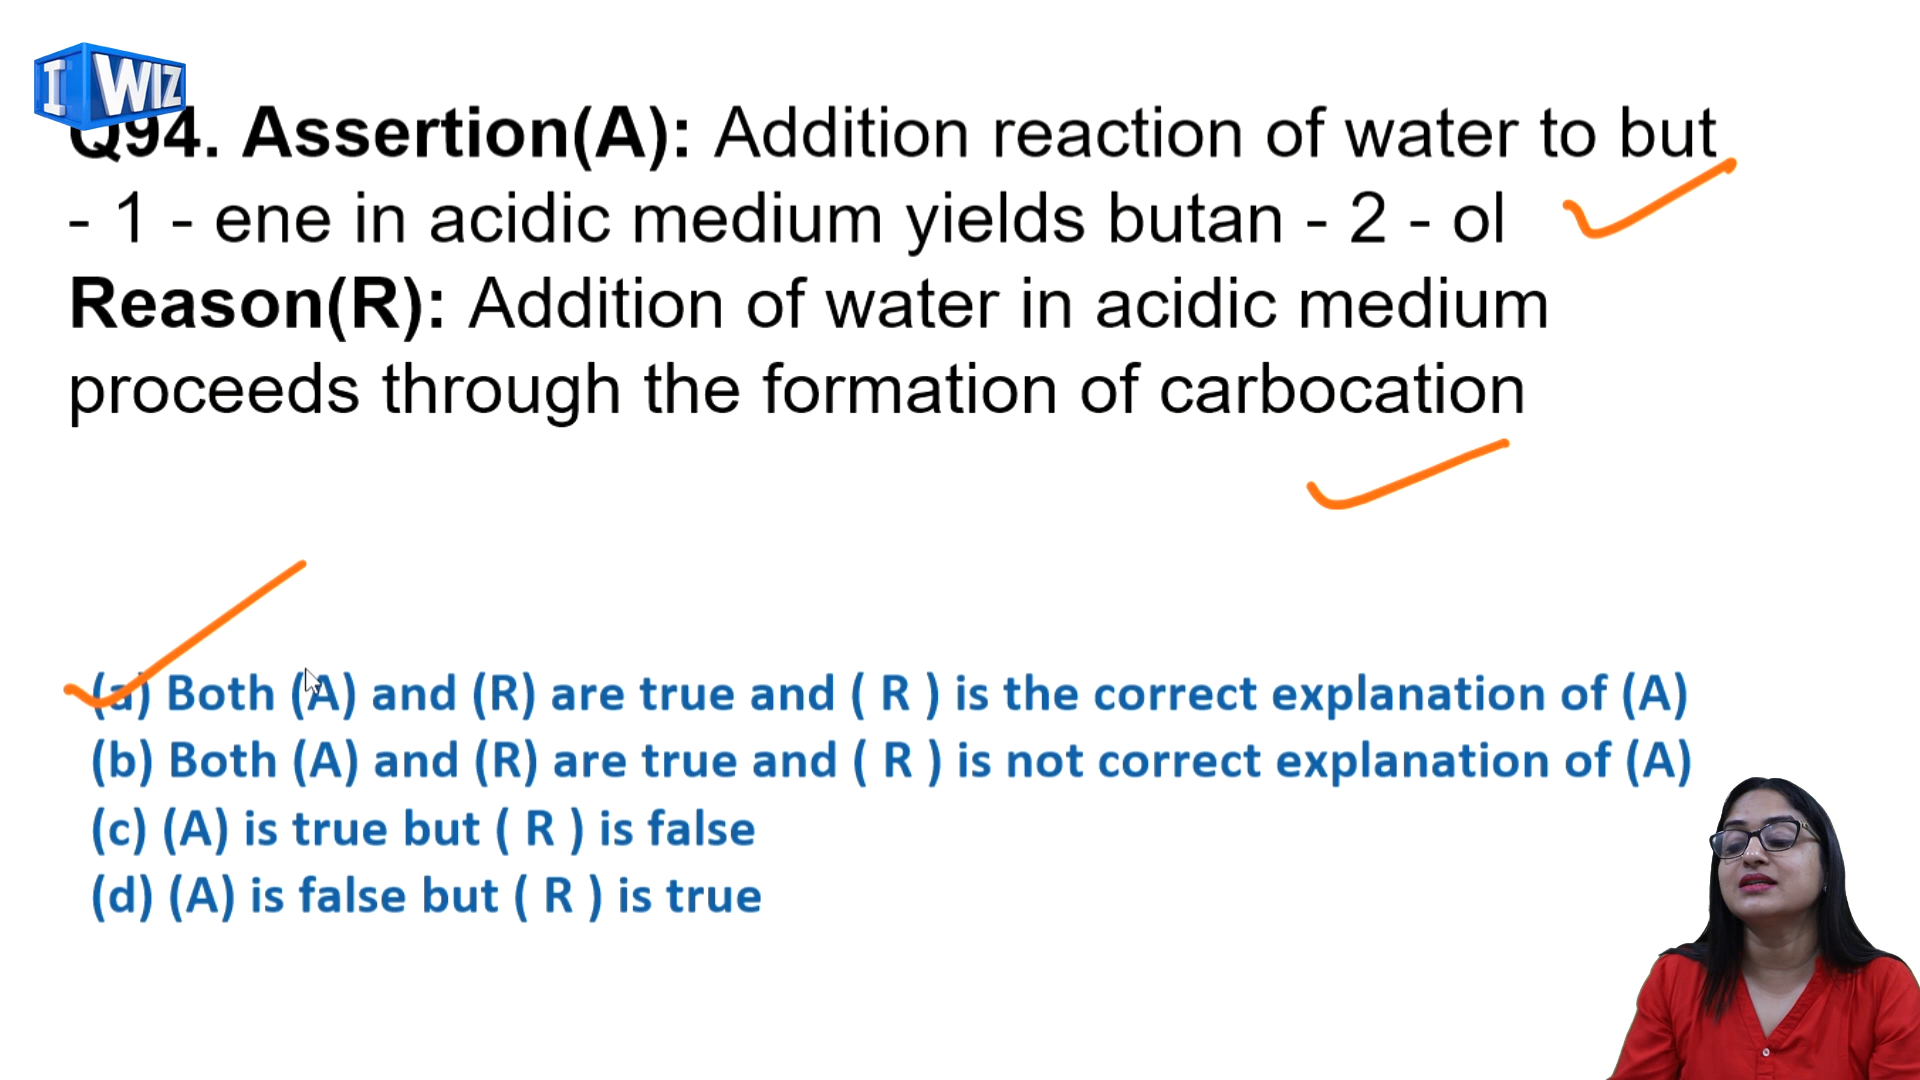 I WIZ
Q94. Assertion(A): Addition reaction of water to but
- 1 - ene in acidic medium yields butan - 2 - ol
Reason(R): Addition of water in acidic medium
proceeds through the formation of carbocation
(a) Both (A) and (R) are true and ( R ) is the correct explanation of (A)
(b) Both (A) and (R) are true and ( R ) is not correct explanation of (A)
(c) (A) is true but ( R ) is false
(d) (A) is false but ( R ) is true